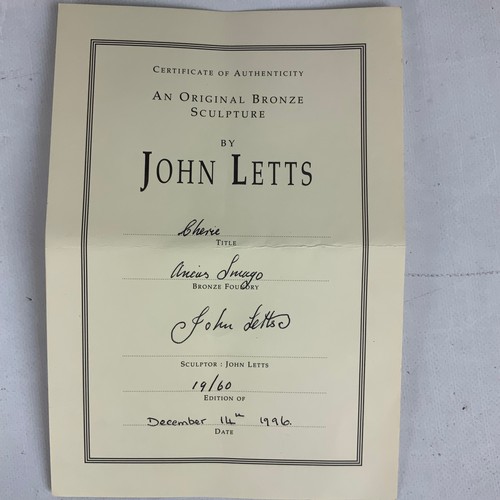 CERTIFICATE OF AUTHENTICITY
AN ORIGINAL BRONZE
SCULPTURE
BY
JOHN LETTS
Cherie
TITLE
Imago
BRONZE FOUNDRY
John Letts
SCULPTOR : JOHN LETTS
19/60
EDITION OF
December 14th 1996.
DATE